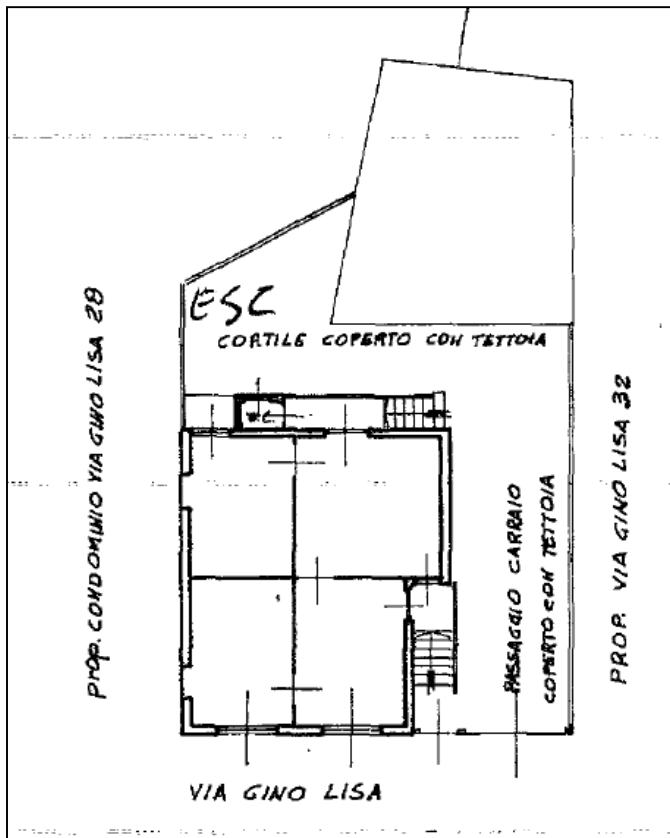 ESC
CORTILE COPERTO CON TETTOIA
W.C.
PROP. CONDOMINIO VIA GINO LISA 28
PASSAGGIO CARRAIO
COPERTO CON TETTOIA
PROP. VIA GINO LISA 32
VIA GINO LISA